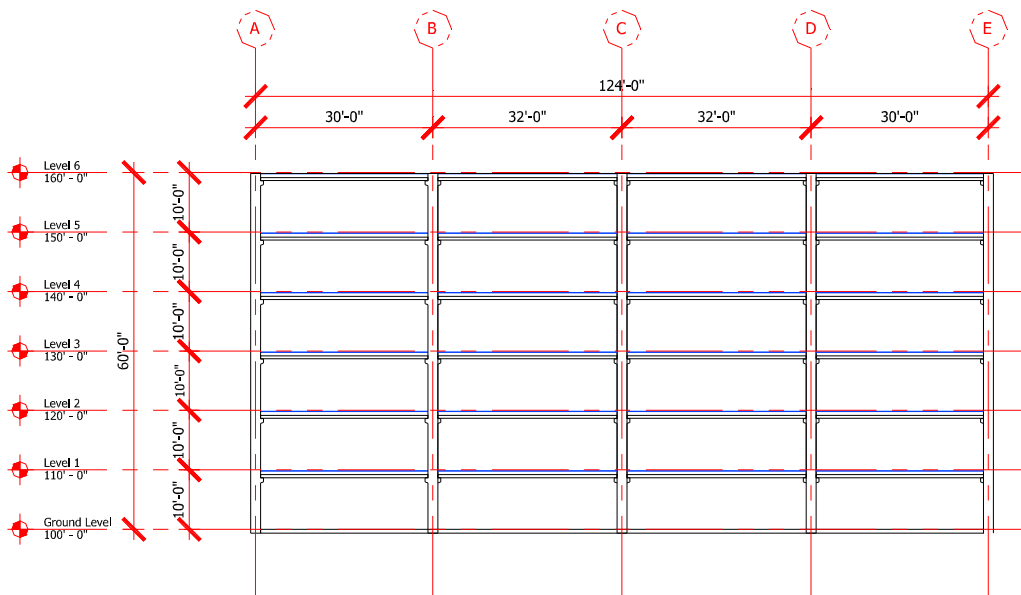 A
B
C
D
E
124'-0"
30'-0"
32'-0"
32'-0"
30'-0"
Level 6
160' - 0"
10'-0"
Level 5
150' - 0"
10'-0"
Level 4
140' - 0"
10'-0"
60'-0"
Level 3
130' - 0"
10'-0"
Level 2
120' - 0"
10'-0"
Level 1
110' - 0"
10'-0"
Ground Level
100' - 0"